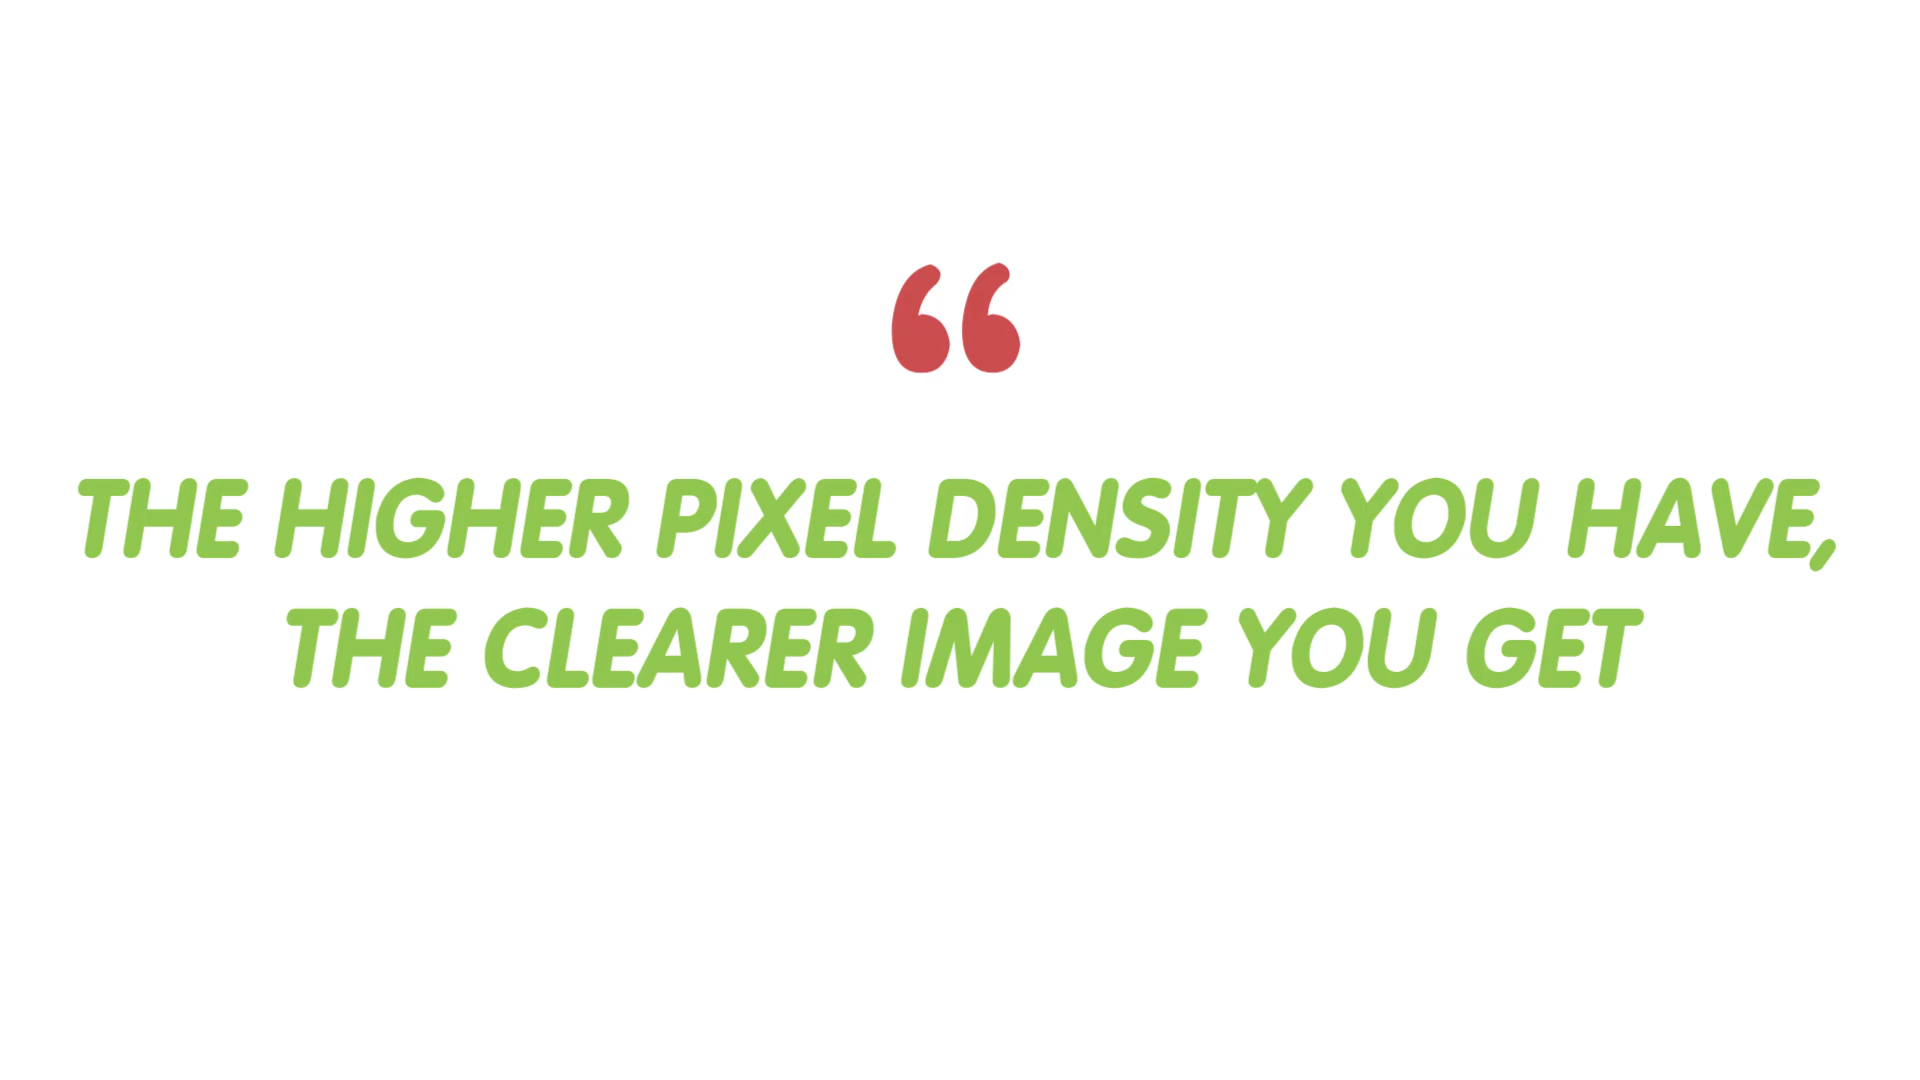 “
THE HIGHER PIXEL DENSITY YOU HAVE,
THE CLEARER IMAGE YOU GET